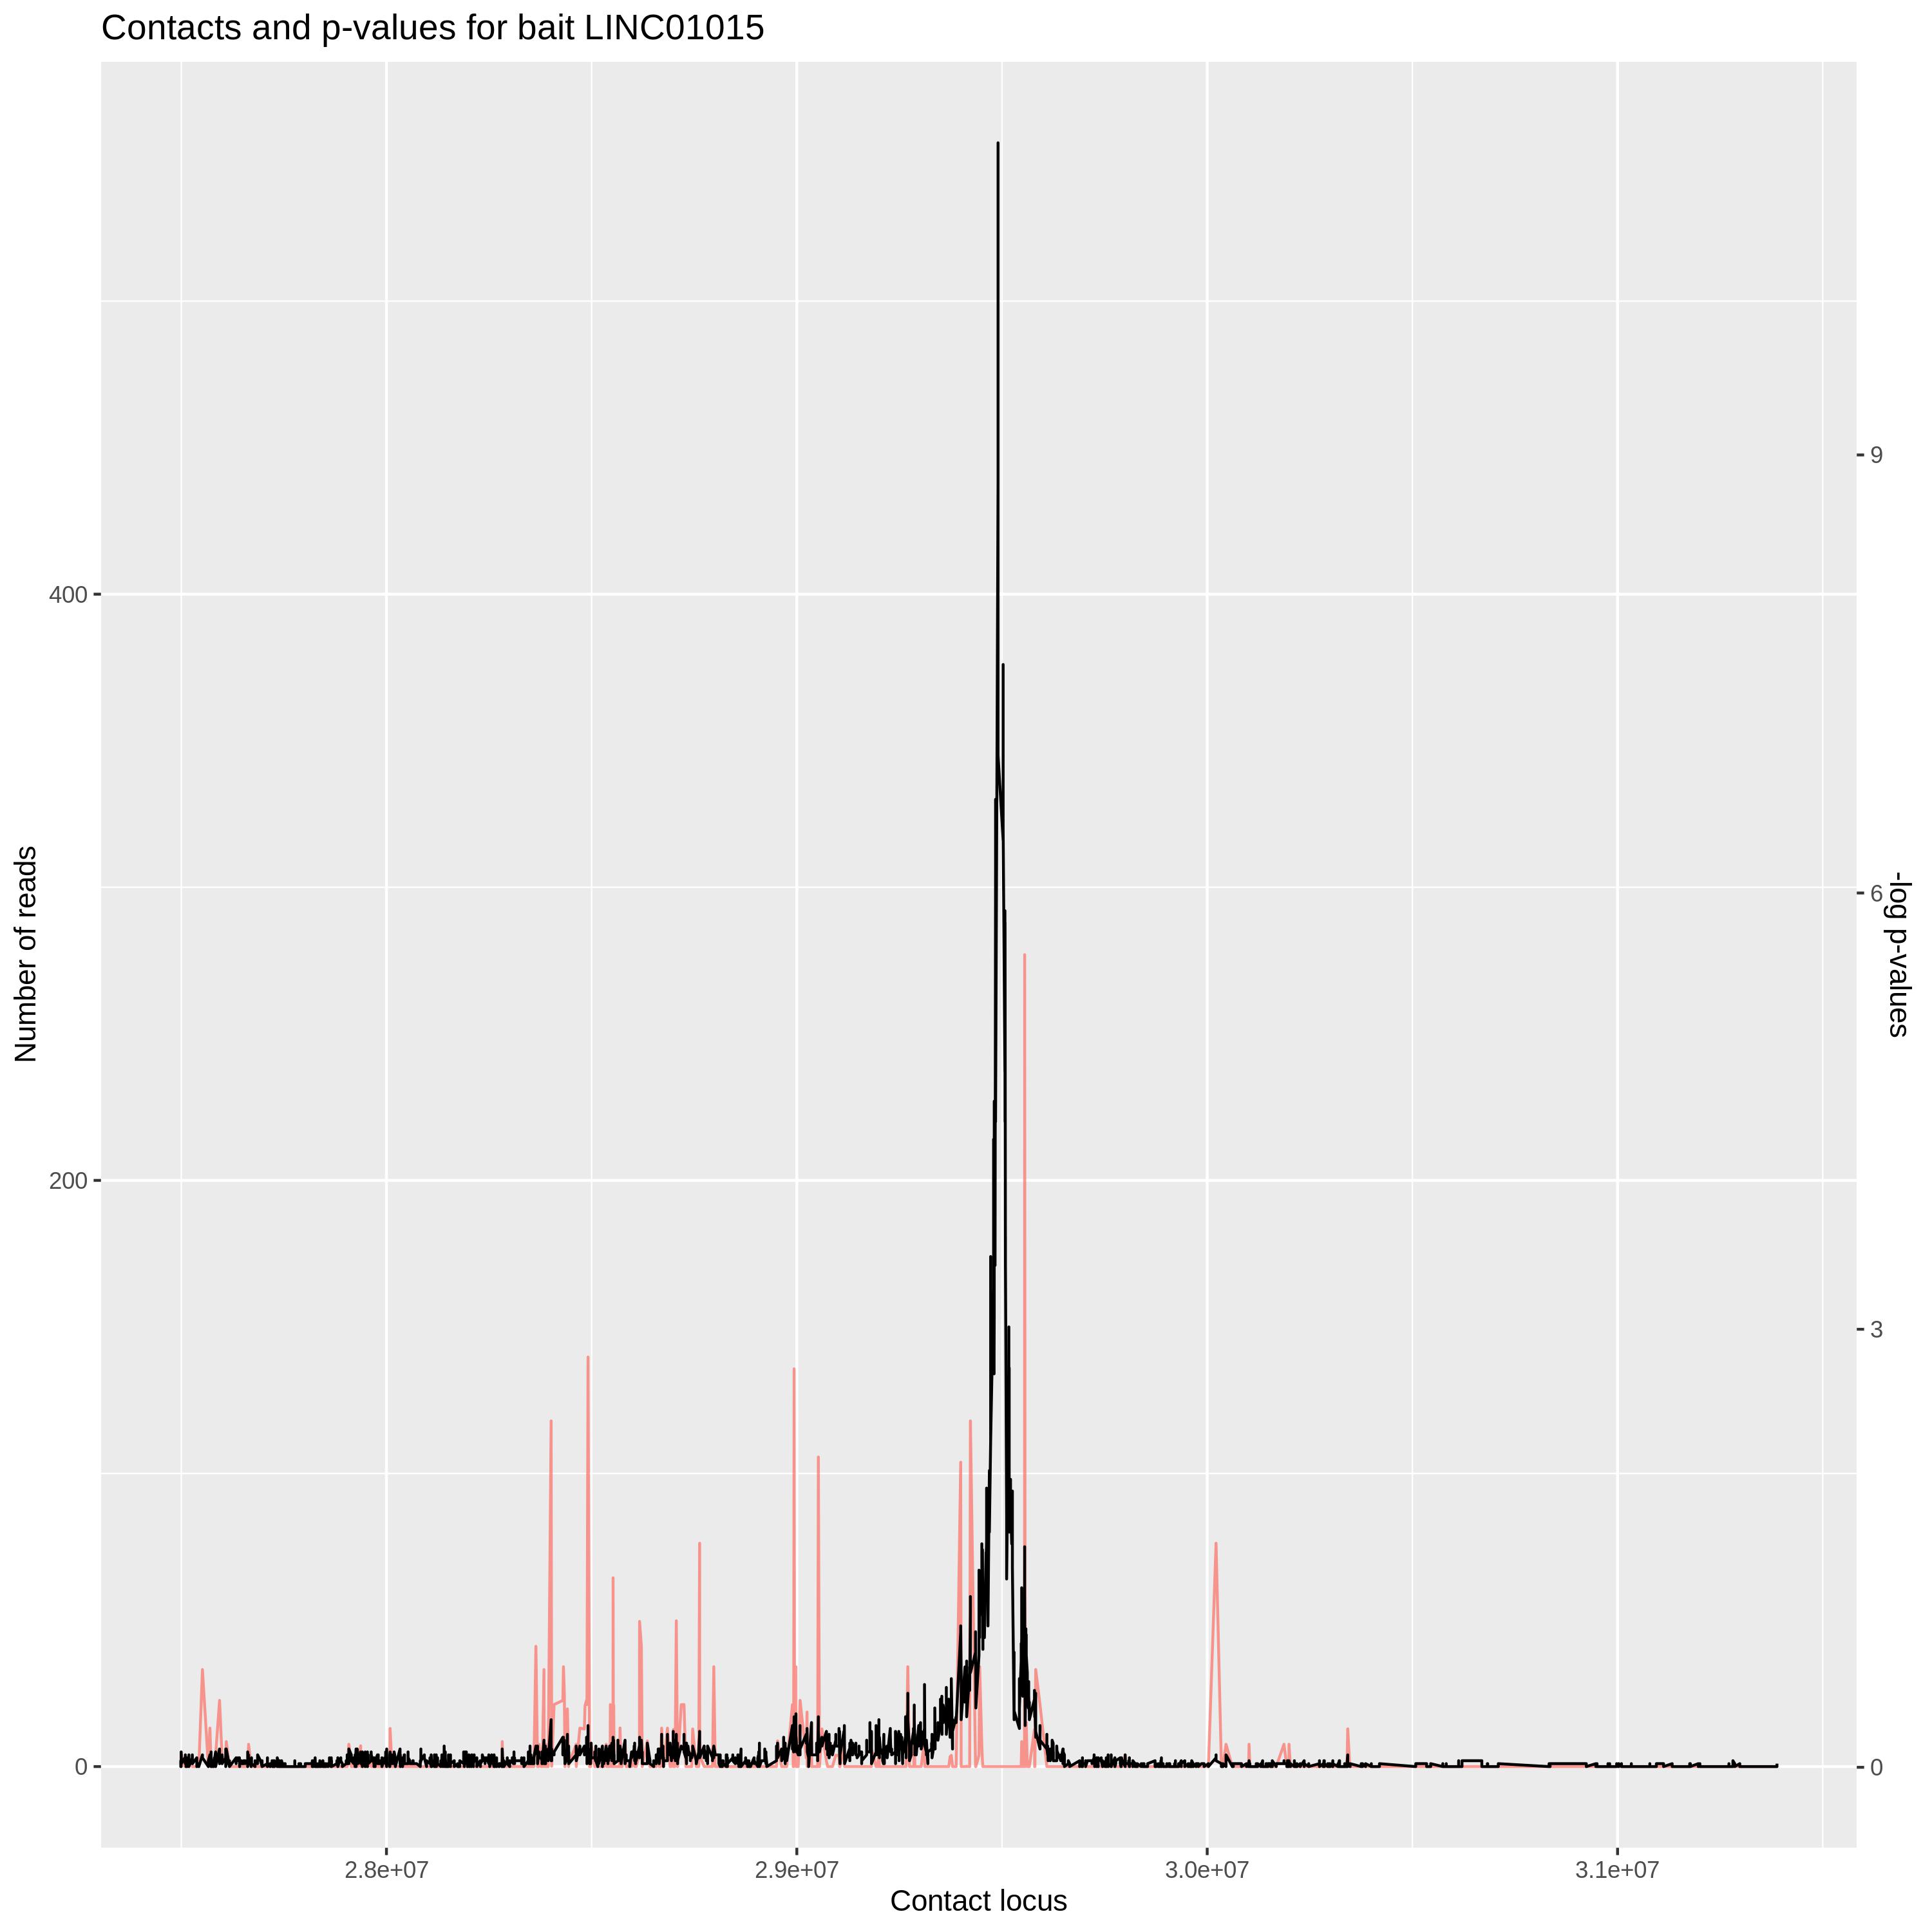 Contacts and p-values for bait LINC01015
Number of reads
400
200
0
9
6
3
0
-log p-values
2.8e+07
2.9e+07
3.0e+07
3.1e+07
Contact locus